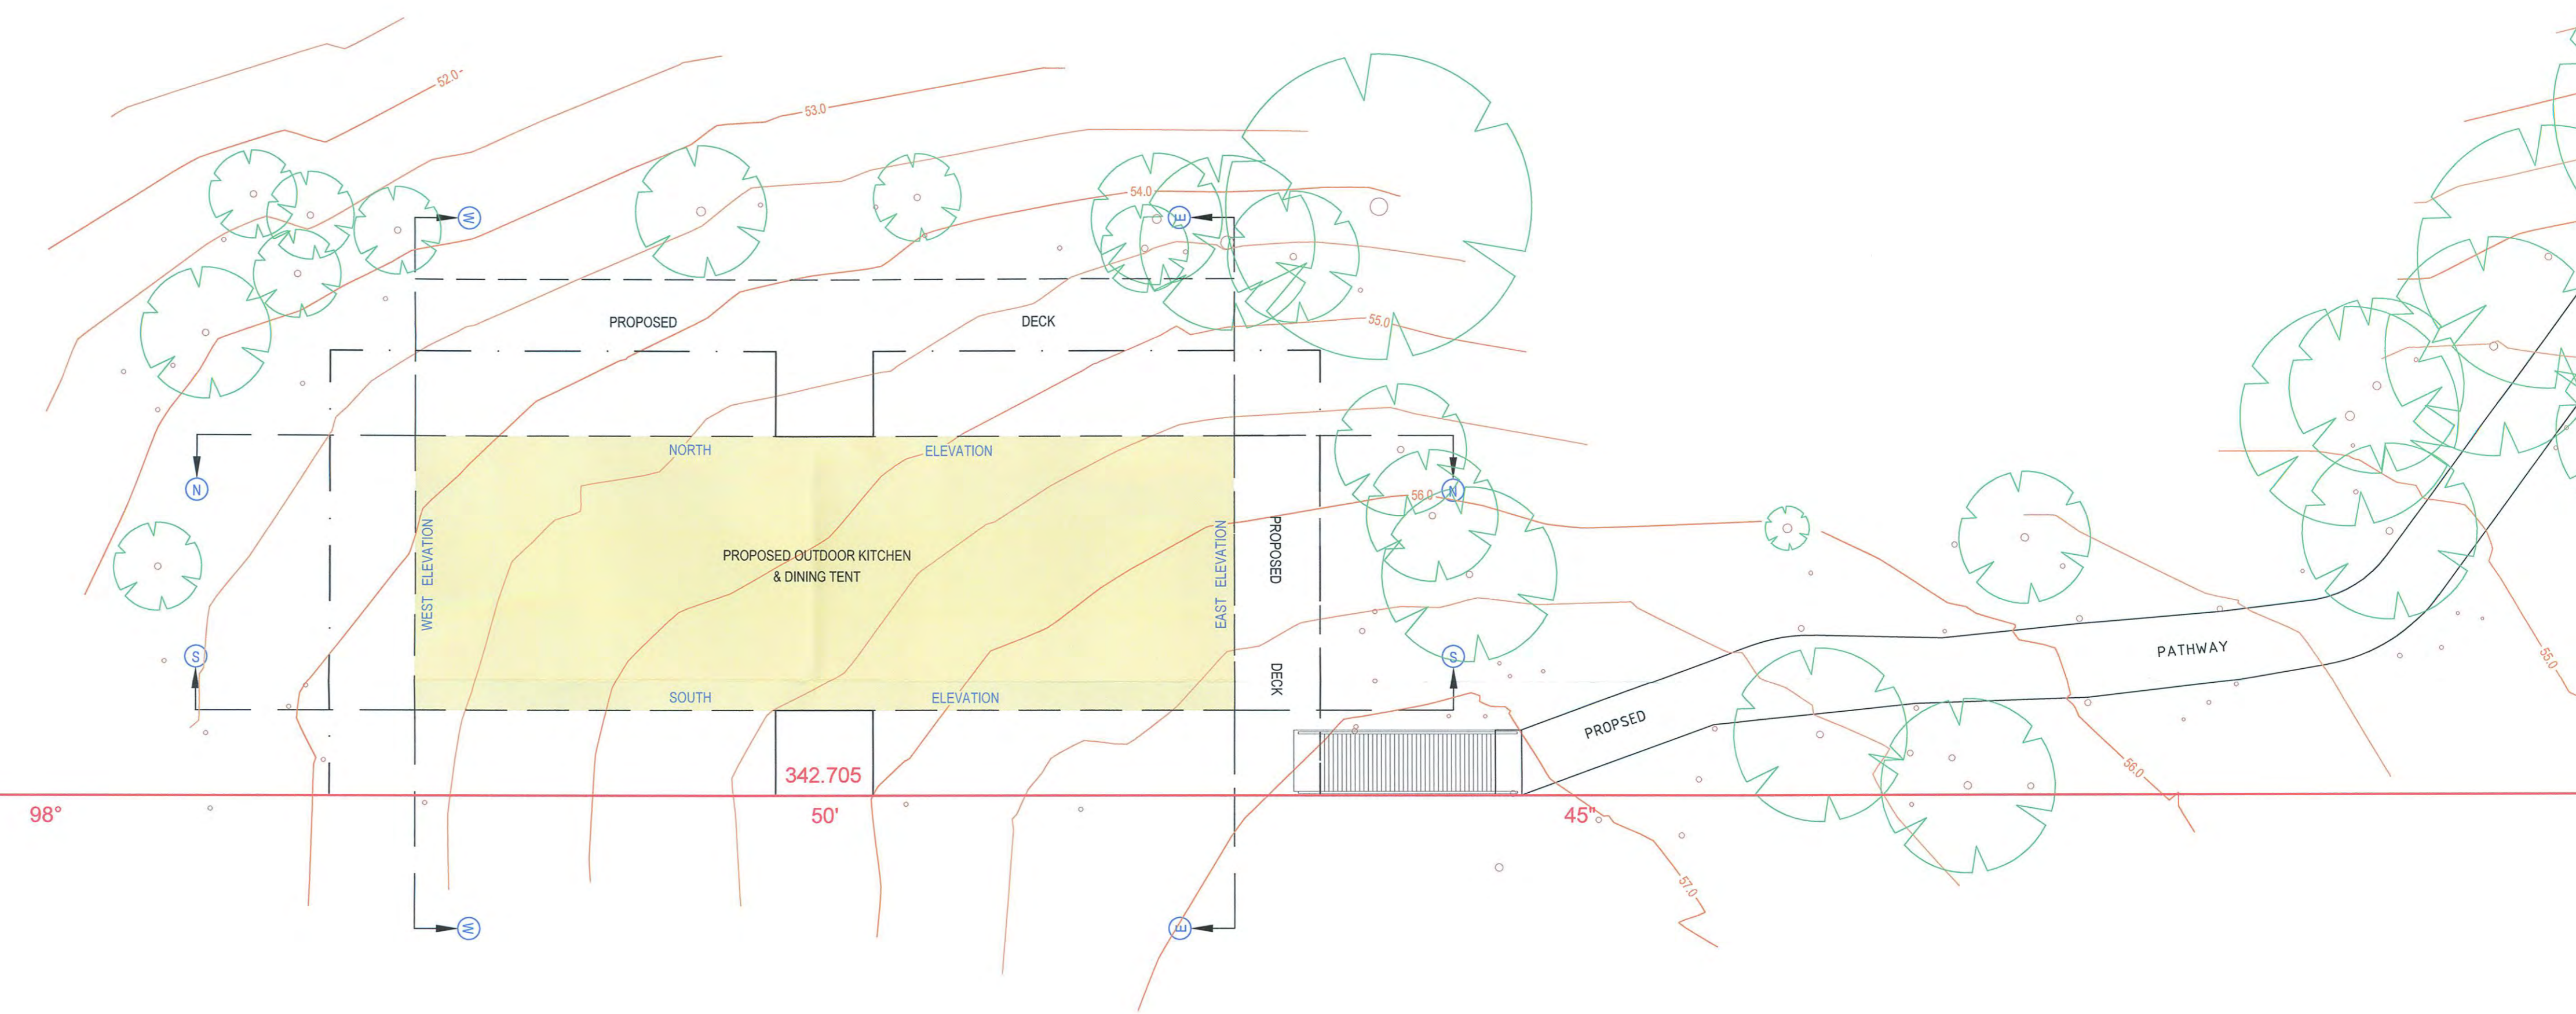 52.0
53.0
54.0
W
E
PROPOSED DECK
55.0
NORTH ELEVATION
N
N
56.0
WEST ELEVATION
PROPOSED OUTDOOR KITCHEN
& DINING TENT
EAST ELEVATION
PROPOSED DECK
S
S
SOUTH ELEVATION
PROPSED PATHWAY
55.0
56.0
342.705
98° 50' 45"
57.0
W
E